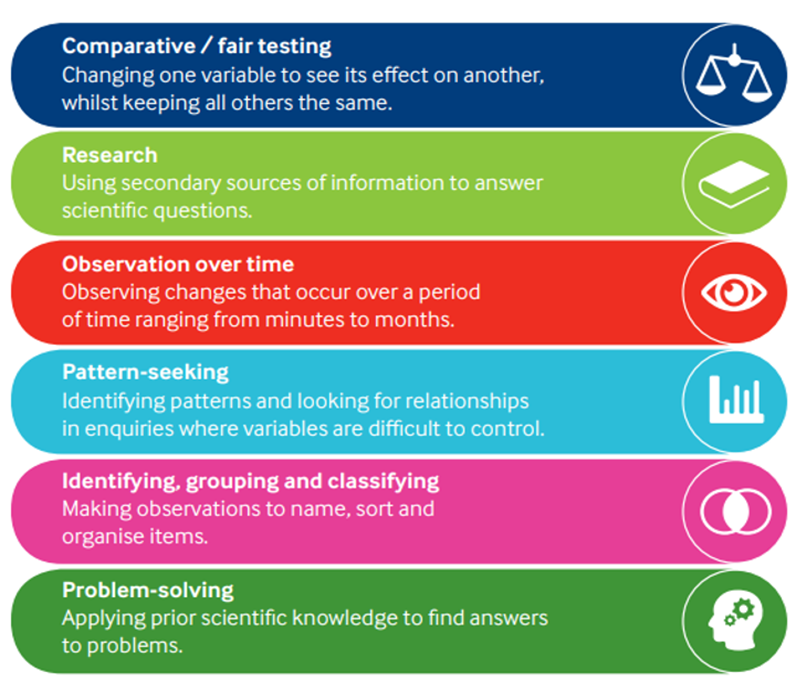 Comparative / fair testing
Changing one variable to see its effect on another,
whilst keeping all others the same.
Research
Using secondary sources of information to answer
scientific questions.
Observation over time
Observing changes that occur over a period
of time ranging from minutes to months.
Pattern-seeking
Identifying patterns and looking for relationships
in enquiries where variables are difficult to control.
Identifying, grouping and classifying
Making observations to name, sort and
organise items.
Problem-solving
Applying prior scientific knowledge to find answers
to problems.